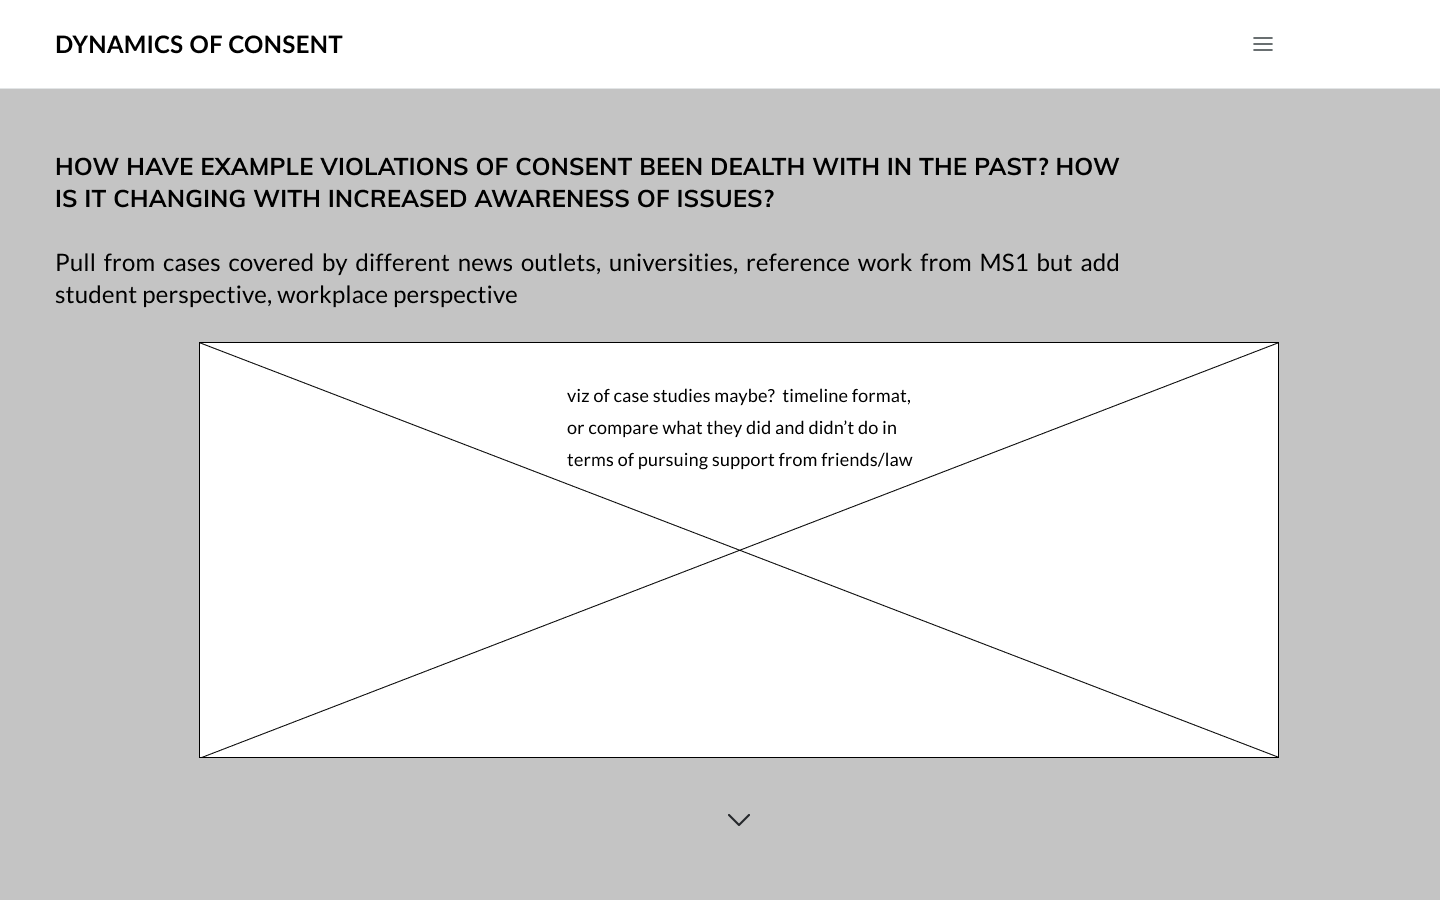 DYNAMICS OF CONSENT
HOW HAVE EXAMPLE VIOLATIONS OF CONSENT BEEN DEALTH WITH IN THE PAST? HOW
IS IT CHANGING WITH INCREASED AWARENESS OF ISSUES?
Pull from cases covered by different news outlets, universities, reference work from MS1 but add
student perspective, workplace perspective
viz of case studies maybe?  timeline format,
or compare what they did and didn’t do in
terms of pursuing support from friends/law